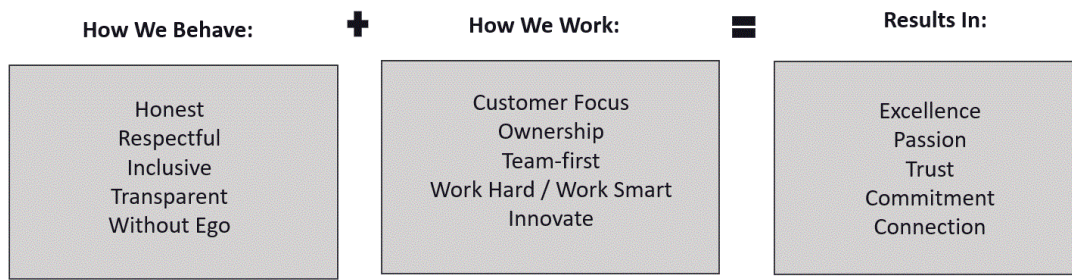 How We Behave:
Honest
Respectful
Inclusive
Transparent
Without Ego
+
How We Work:
Customer Focus
Ownership
Team-first
Work Hard / Work Smart
Innovate
=
Results In:
Excellence
Passion
Trust
Commitment
Connection